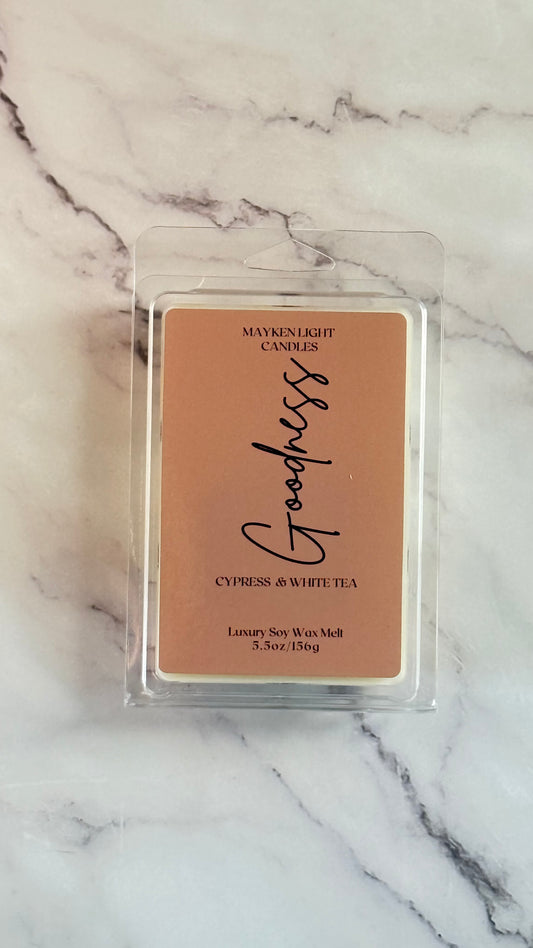 MAYKEN LIGHT
CANDLES
Goodness
CYPRESS & WHITE TEA
Luxury Soy Wax Melt
5.5oz/156g